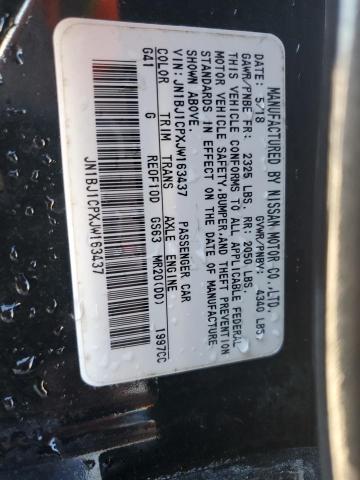 MANUFACTURED BY NISSAN MOTOR CO.,LTD.
DATE: 5/18 GVWR/PNBV: 4340 LBS.
GAWR/PNBE FR: 2325 LBS. RR: 2050 LBS.
THIS VEHICLE CONFORMS TO ALL APPLICABLE FEDERAL
MOTOR VEHICLE SAFETY,BUMPER,AND THEFT PREVENTION
STANDARDS IN EFFECT ON THE DATE OF MANUFACTURE
SHOWN ABOVE.
VIN: JN1BJ1CPXJW163437 PASSENGER CAR
COLOR TRIM TRANS AXLE ENGINE
G41 G RE0F10D GS63 MR20(DD) 1997CC
JN1BJ1CPXJW163437